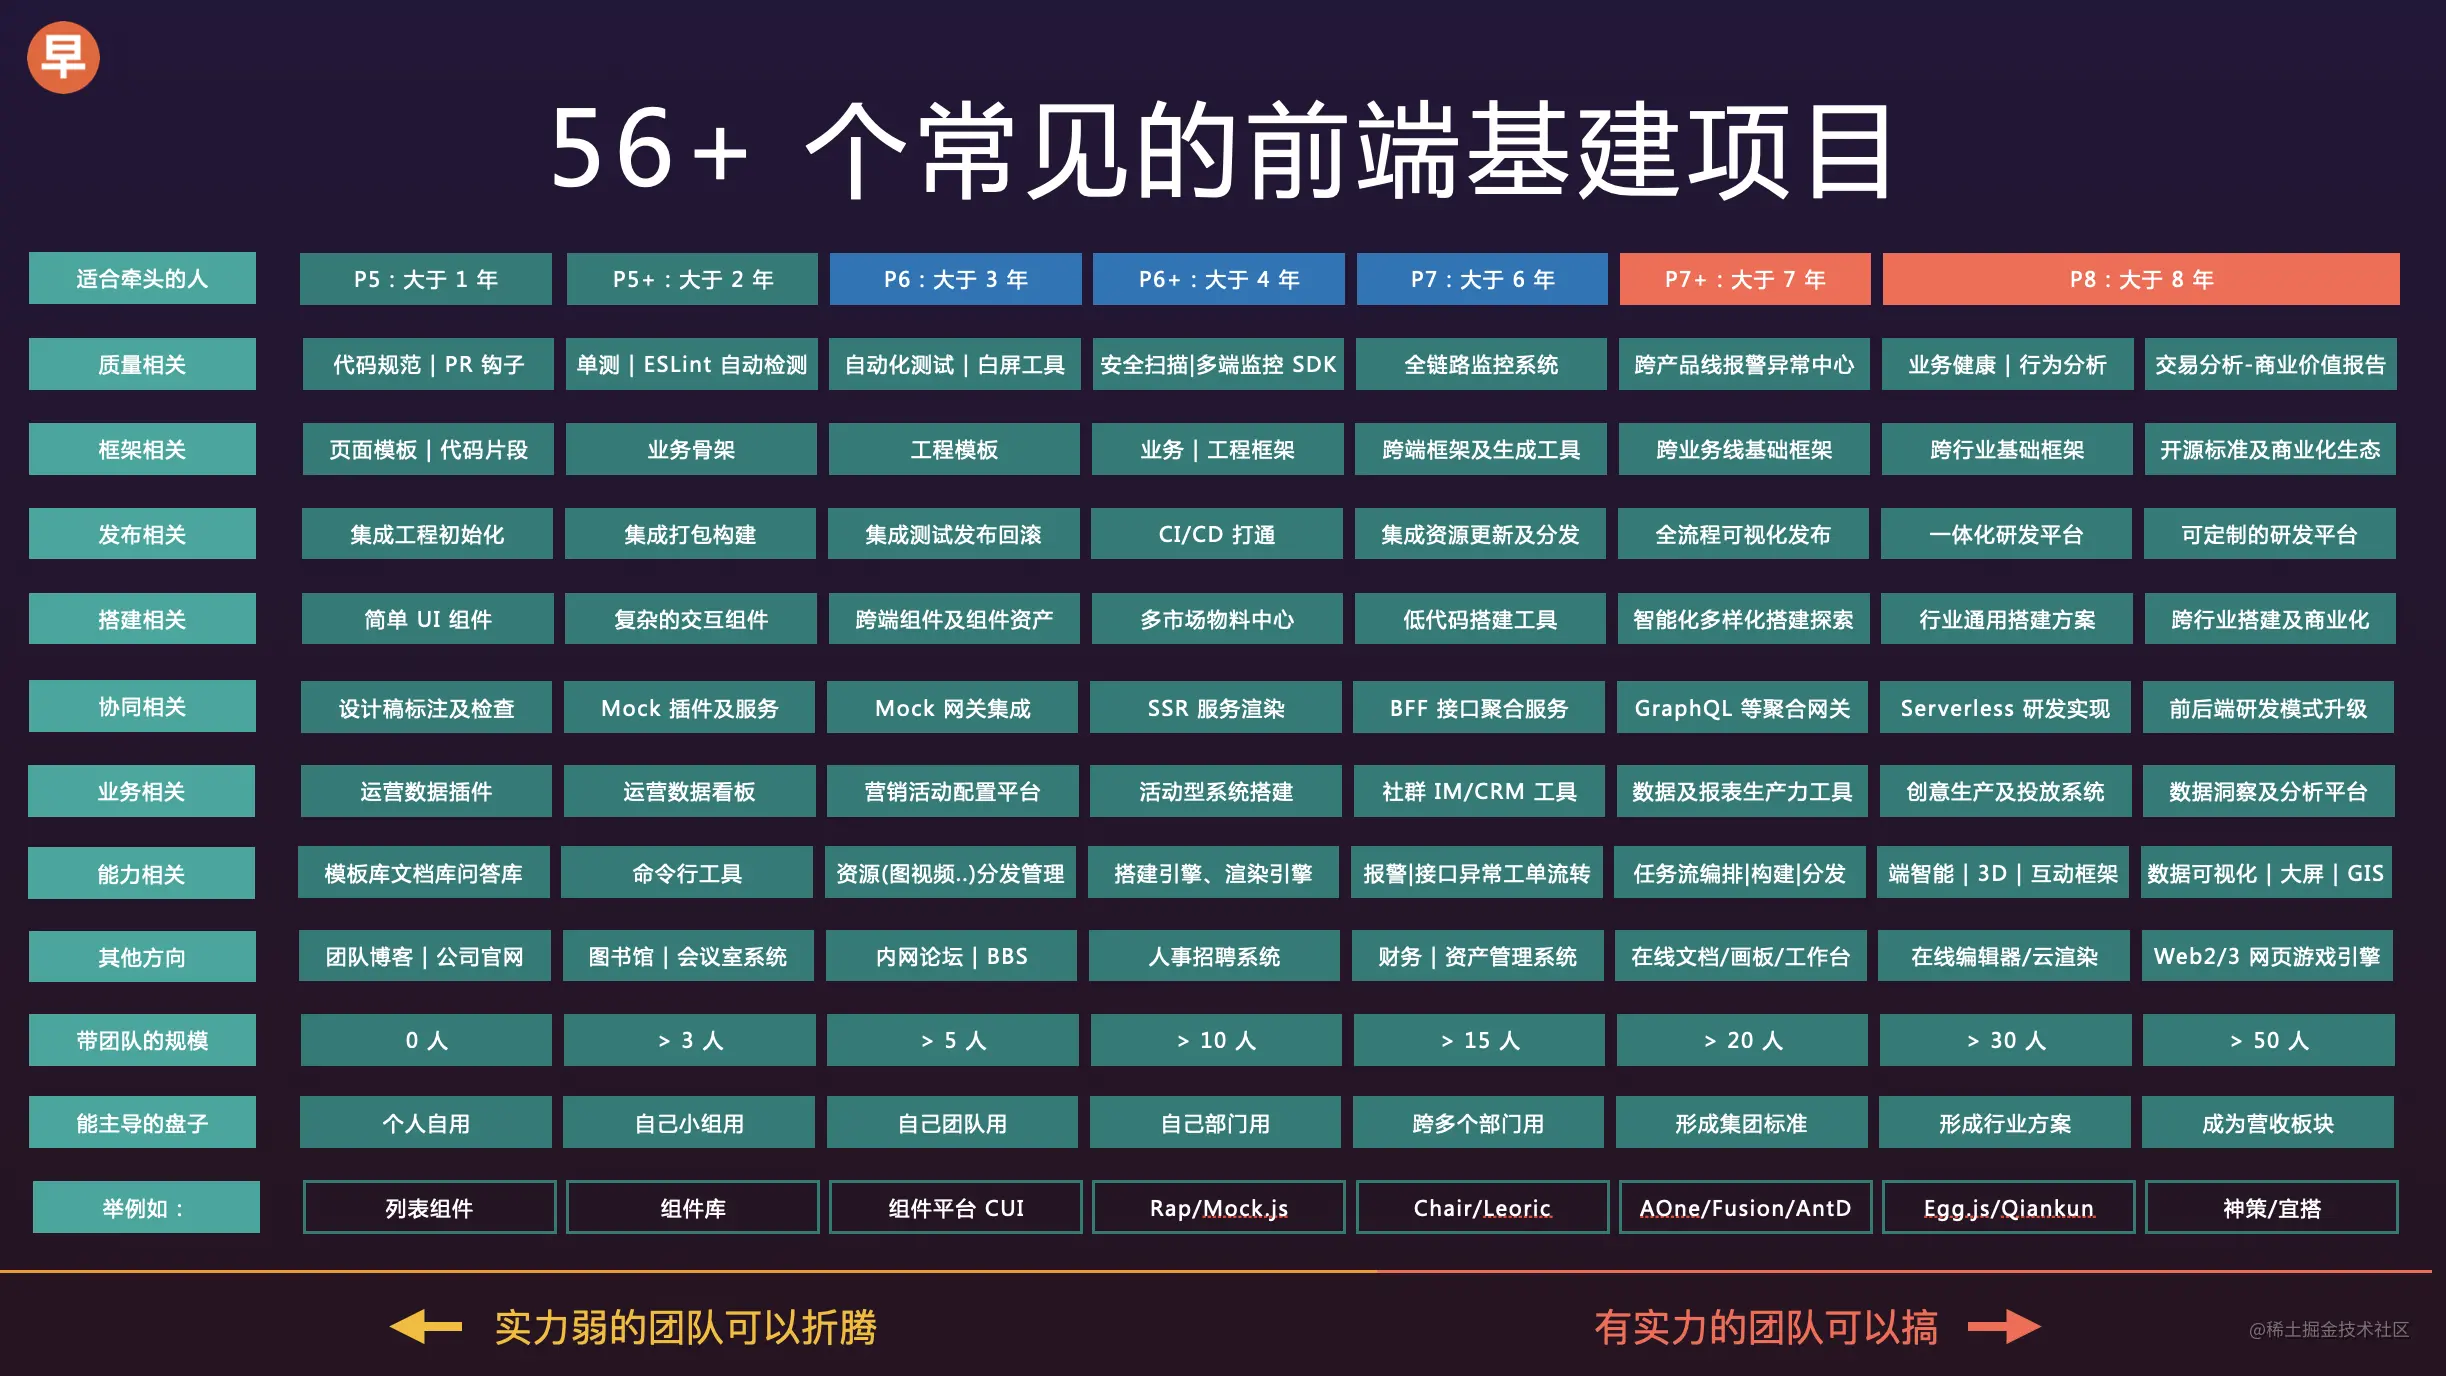 早
56+ 个常见的前端基建项目
适合牵头的人 P5：大于 1 年 P5+：大于 2 年 P6：大于 3 年 P6+：大于 4 年 P7：大于 6 年 P7+：大于 7 年 P8：大于 8 年
质量相关 代码规范 | PR 钩子 单测 | ESLint 自动检测 自动化测试 | 白屏工具 安全扫描|多端监控 SDK 全链路监控系统 跨产品线报警异常中心 业务健康 | 行为分析 交易分析-商业价值报告
框架相关 页面模板 | 代码片段 业务骨架 工程模板 业务 | 工程框架 跨端框架及生成工具 跨业务线基础框架 跨行业基础框架 开源标准及商业化生态
发布相关 集成工程初始化 集成打包构建 集成测试发布回滚 CI/CD 打通 集成资源更新及分发 全流程可视化发布 一体化研发平台 可定制的研发平台
搭建相关 简单 UI 组件 复杂的交互组件 跨端组件及组件资产 多市场物料中心 低代码搭建工具 智能化多样化搭建探索 行业通用搭建方案 跨行业搭建及商业化
协同相关 设计稿标注及检查 Mock 插件及服务 Mock 网关集成 SSR 服务渲染 BFF 接口聚合服务 GraphQL 等聚合网关 Serverless 研发实现 前后端研发模式升级
业务相关 运营数据插件 运营数据看板 营销活动配置平台 活动型系统搭建 社群 IM/CRM 工具 数据及报表生产力工具 创意生产及投放系统 数据洞察及分析平台
能力相关 模板库文档库问答库 命令行工具 资源(图视频..)分发管理 搭建引擎、渲染引擎 报警|接口异常工单流转 任务流编排|构建|分发 端智能 | 3D | 互动框架 数据可视化 | 大屏 | GIS
其他方向 团队博客 | 公司官网 图书馆 | 会议室系统 内网论坛 | BBS 人事招聘系统 财务 | 资产管理系统 在线文档/画板/工作台 在线编辑器/云渲染 Web2/3 网页游戏引擎
带团队的规模 0 人 > 3 人 > 5 人 > 10 人 > 15 人 > 20 人 > 30 人 > 50 人
能主导的盘子 个人自用 自己小组用 自己团队用 自己部门用 跨多个部门用 形成集团标准 形成行业方案 成为营收板块
举例如： 列表组件 组件库 组件平台 CUI Rap/Mock.js Chair/Leoric AOne/Fusion/AntD Egg.js/Qiankun 神策/宜搭
实力弱的团队可以折腾 有实力的团队可以搞
@稀土掘金技术社区